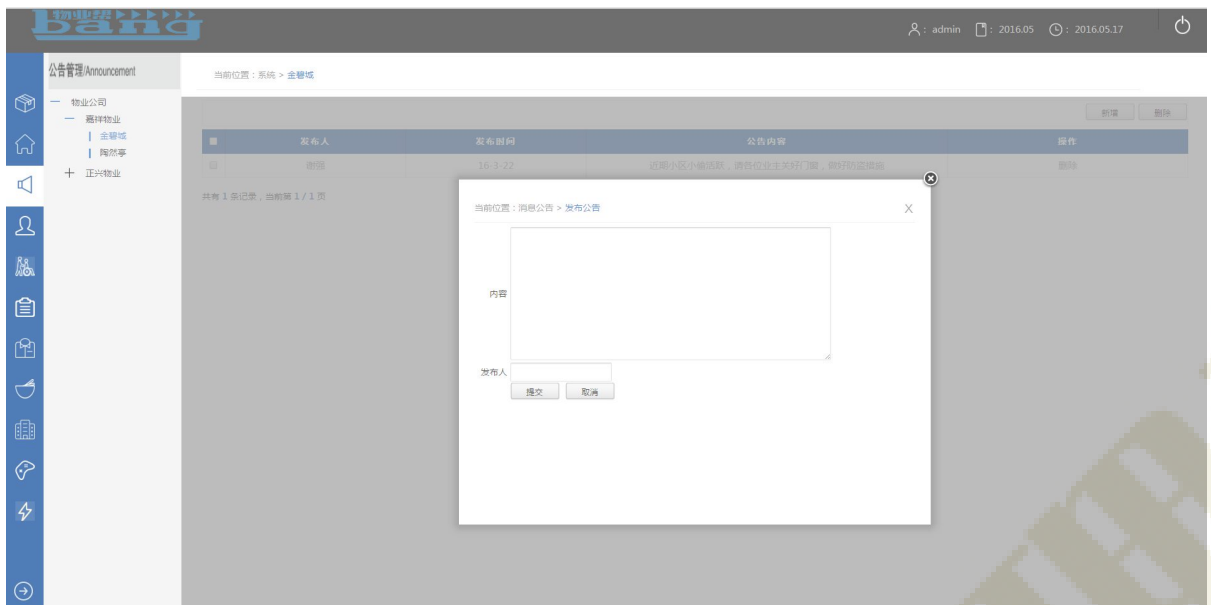 物业帮
bang
: admin : 2016.05 : 2016.05.17
公告管理/Announcement
当前位置：系统 > 金碧城
物业公司
嘉祥物业
金碧城
陶然亭
正兴物业
新增 删除
发布人 发布时间 公告内容 操作
谢强 16-3-22 近期小区小偷活跃，请各位业主关好门窗，做好防盗措施 删除
共有 1 条记录，当前第 1 / 1 页
当前位置：消息公告 > 发布公告
X
内容
发布人
提交 取消